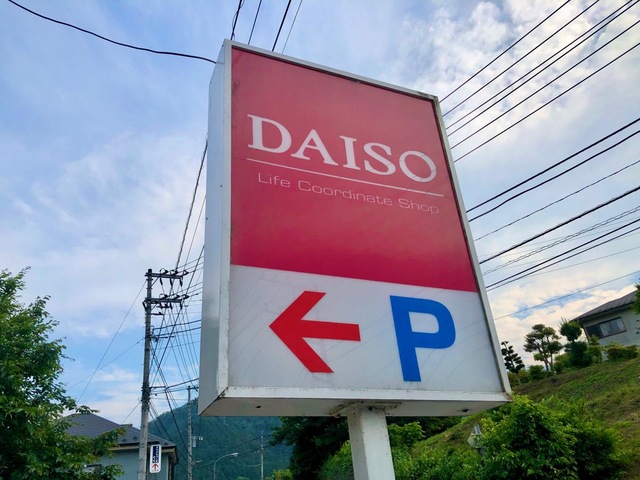 DAISO
Life Coordinate Shop
← P